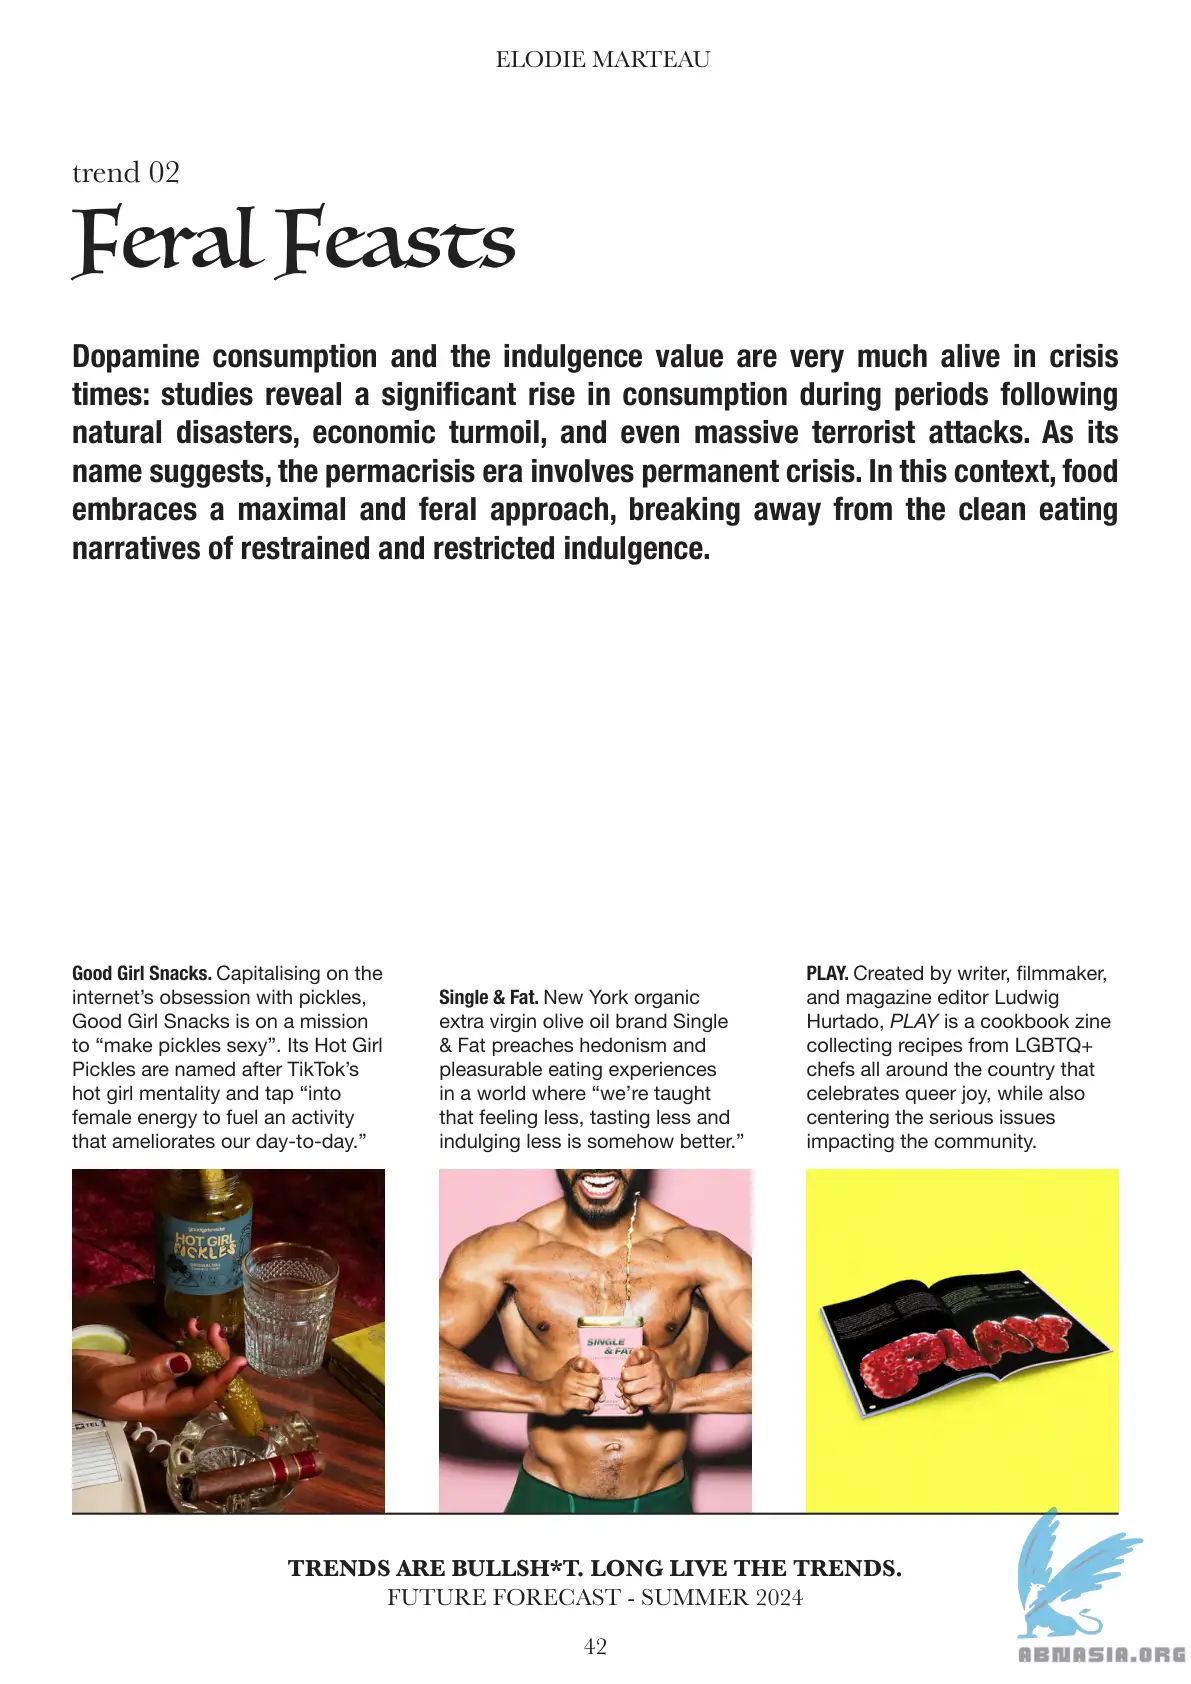 ELODIE MARTEAU
trend 02
Feral Feasts
Dopamine consumption and the indulgence value are very much alive in crisis
times: studies reveal a significant rise in consumption during periods following
natural disasters, economic turmoil, and even massive terrorist attacks. As its
name suggests, the permacrisis era involves permanent crisis. In this context, food
embraces a maximal and feral approach, breaking away from the clean eating
narratives of restrained and restricted indulgence.
Good Girl Snacks. Capitalising on the
internet’s obsession with pickles,
Good Girl Snacks is on a mission
to “make pickles sexy”. Its Hot Girl
Pickles are named after TikTok’s
hot girl mentality and tap “into
female energy to fuel an activity
that ameliorates our day-to-day.”
Single & Fat. New York organic
extra virgin olive oil brand Single
& Fat preaches hedonism and
pleasurable eating experiences
in a world where “we’re taught
that feeling less, tasting less and
indulging less is somehow better.”
PLAY. Created by writer, filmmaker,
and magazine editor Ludwig
Hurtado, PLAY is a cookbook zine
collecting recipes from LGBTQ+
chefs all around the country that
celebrates queer joy, while also
centering the serious issues
impacting the community.
HOT GIRL
PICKLES
SINGLE
& FAT
TRENDS ARE BULLSH*T. LONG LIVE THE TRENDS.
FUTURE FORECAST - SUMMER 2024
42
ABNASIA.ORG